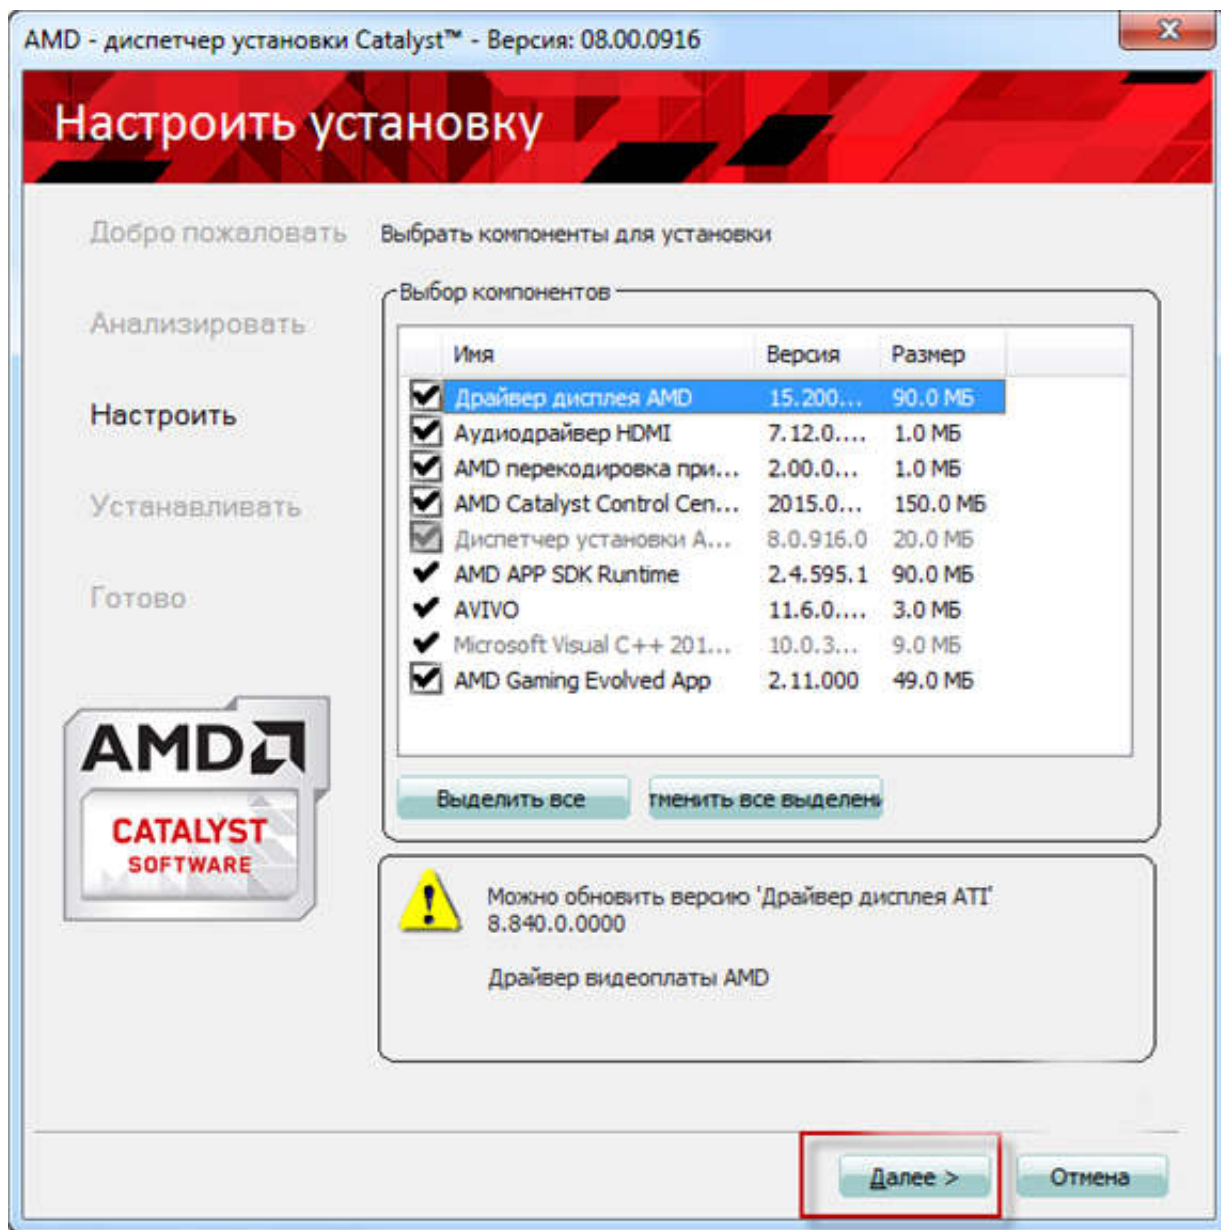 AMD - диспетчер установки Catalyst™ - Версия: 08.00.0916
Настроить установку
Добро пожаловать
Анализировать
Настроить
Устанавливать
Готово
AMD
CATALYST
SOFTWARE
Выбрать компоненты для установки
Выбор компонентов
Имя Версия Размер
Драйвер дисплея AMD 15.200... 90.0 МБ
Аудиодрайвер HDMI 7.12.0.... 1.0 МБ
AMD перекодировка при... 2.00.0... 1.0 МБ
AMD Catalyst Control Cen... 2015.0... 150.0 МБ
Диспетчер установки A... 8.0.916.0 20.0 МБ
AMD APP SDK Runtime 2.4.595.1 90.0 МБ
AVIVO 11.6.0.... 3.0 МБ
Microsoft Visual C++ 201... 10.0.3... 9.0 МБ
AMD Gaming Evolved App 2.11.000 49.0 МБ
Выделить все тменить все выделен
Можно обновить версию 'Драйвер дисплея ATI'
8.840.0.0000
Драйвер видеоплаты AMD
Далее > Отмена